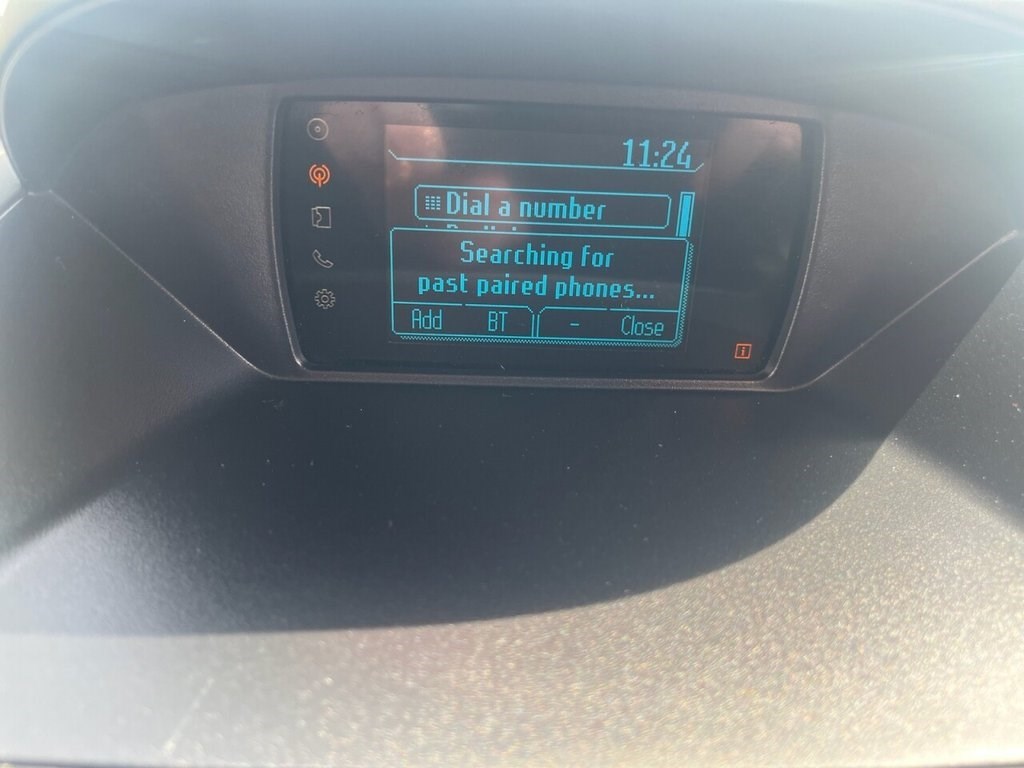 11:24
Dial a number
Searching for
past paired phones...
Add BT - Close